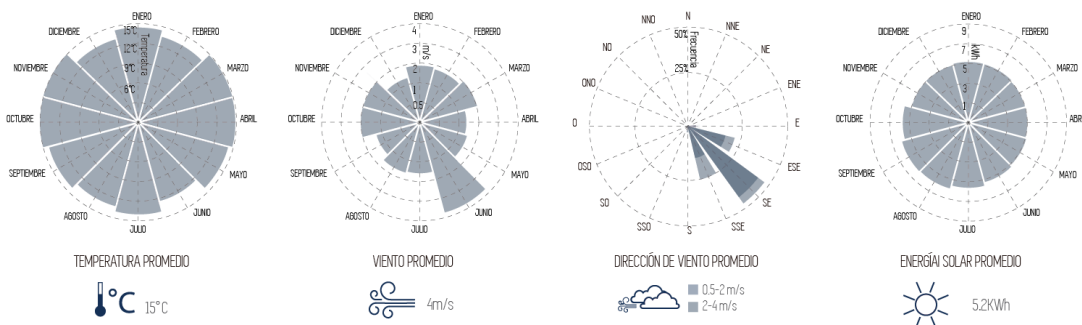 ENERO
FEBRERO
MARZO
ABRIL
MAYO
JUNIO
JULIO
AGOSTO
SEPTIEMBRE
OCTUBRE
NOVIEMBRE
DICIEMBRE
15°C
12°C
9°C
6°C
Temperatura
TEMPERATURA PROMEDIO
°C 15°C
ENERO
FEBRERO
MARZO
ABRIL
MAYO
JUNIO
JULIO
AGOSTO
SEPTIEMBRE
OCTUBRE
NOVIEMBRE
DICIEMBRE
4
3
2
1
0.5
m/s
VIENTO PROMEDIO
4m/s
N
NNE
NE
ENE
E
ESE
SE
SSE
S
SSO
SO
OSO
O
ONO
NO
NNO
50%
25%
Frecuencia
DIRECCIÓN DE VIENTO PROMEDIO
0.5-2 m/s
2-4 m/s
ENERO
FEBRERO
MARZO
ABR
MAYO
JUNIO
JULIO
AGOSTO
SEPTIEMBRE
OCTUBRE
NOVIEMBRE
DICIEMBRE
9
7
5
3
1
kWh
ENERGÍAI SOLAR PROMEDIO
5.2KWh